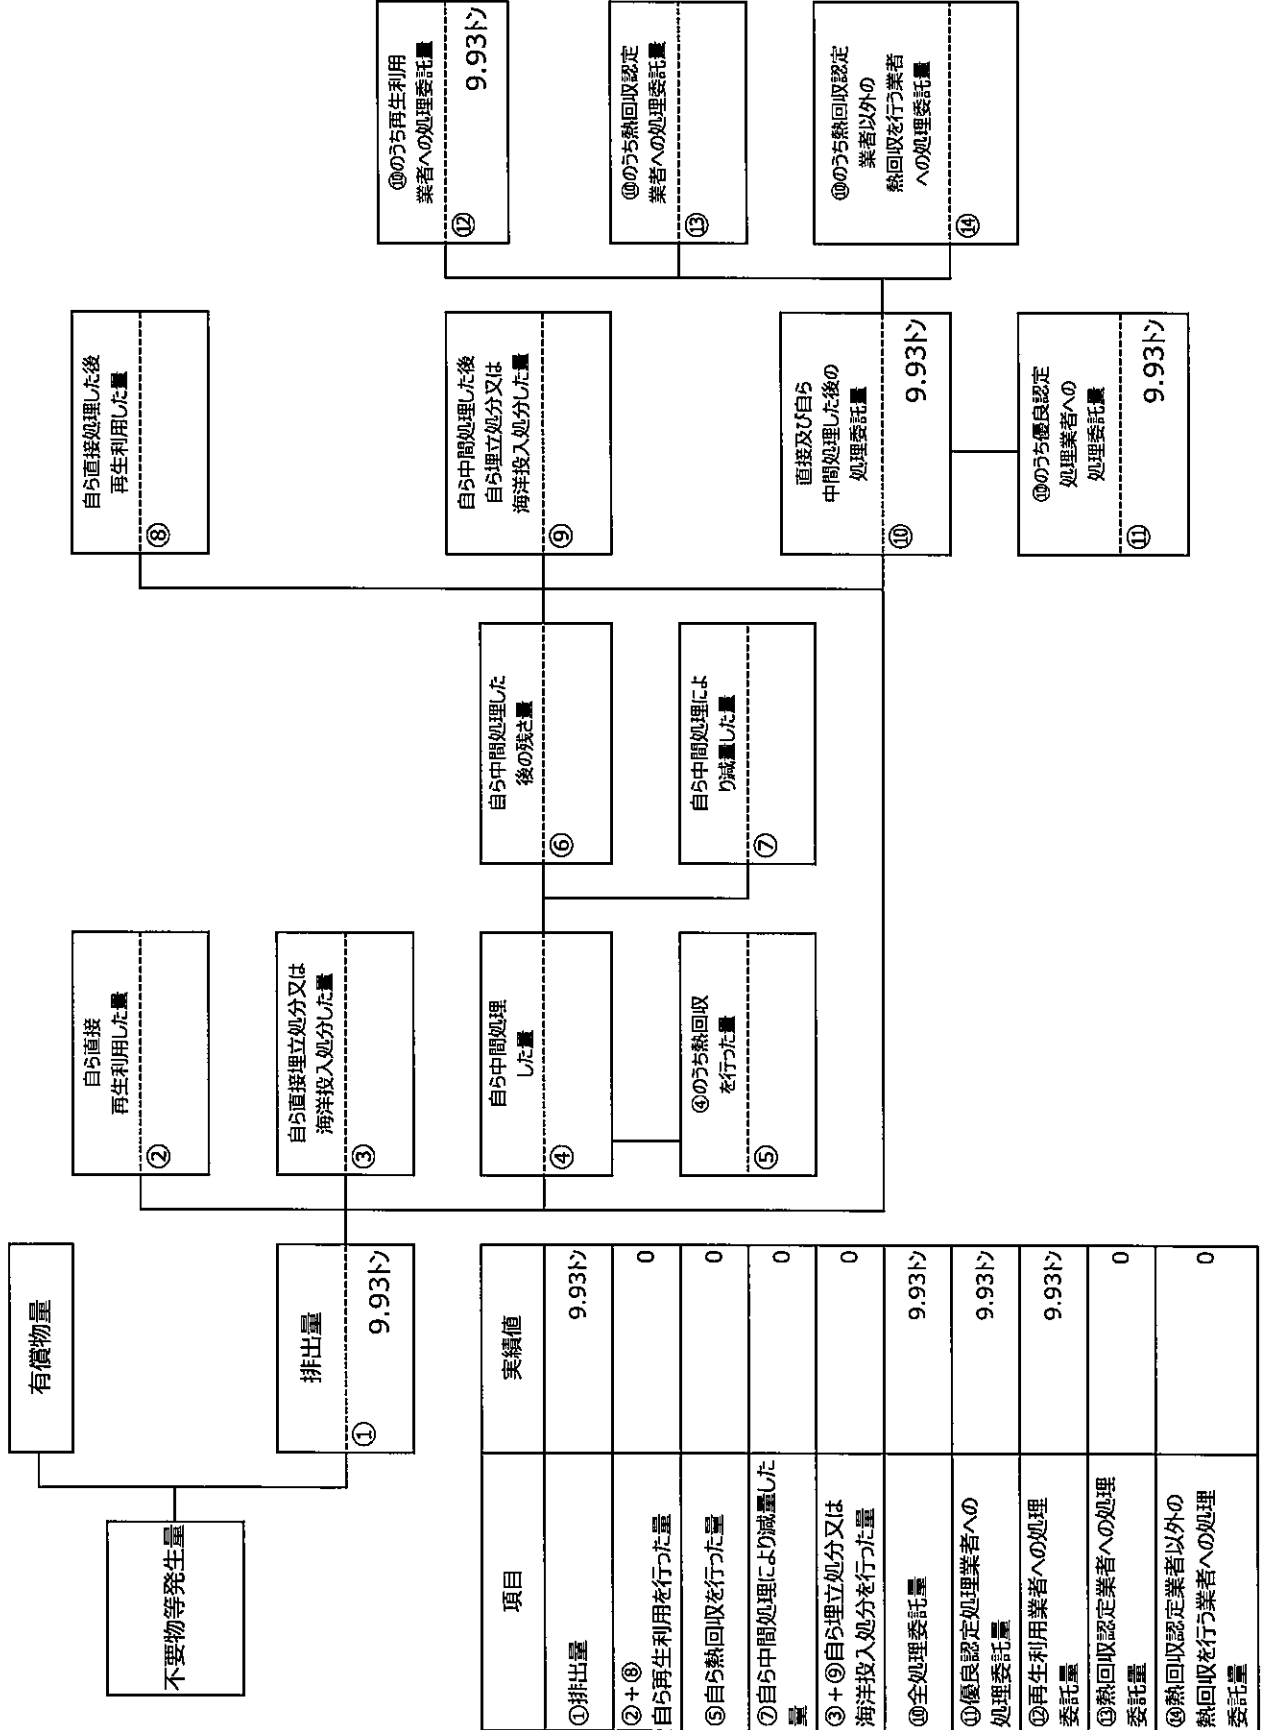 不要物等発生量
有償物量
排出量
①
9.93トン
自ら直接
再生利用した量
②
自ら直接埋立処分又は
海洋投入処分した量
③
自ら中間処理
した量
④
④のうち熱回収
を行った量
⑤
自ら中間処理した
後の残さ量
⑥
自ら中間処理によ
り減量した量
⑦
自ら直接処理した後
再生利用した量
⑧
自ら中間処理した後
自ら埋立処分又は
海洋投入処分した量
⑨
直接及び自ら
中間処理した後の
処理委託量
⑩
9.93トン
⑩のうち優良認定
処理業者への
処理委託量
⑪
9.93トン
⑩のうち再生利用
業者への処理委託量
⑫
9.93トン
⑩のうち熱回収認定
業者への処理委託量
⑬
⑩のうち熱回収認定
業者以外の
熱回収を行う業者
への処理委託量
⑭
項目
実績値
①排出量
9.93トン
②+⑧
自ら再生利用を行った量
0
⑤自ら熱回収を行った量
0
⑦自ら中間処理により減量した
量
0
③+⑨自ら埋立処分又は
海洋投入処分を行った量
0
⑩全処理委託量
9.93トン
⑪優良認定処理業者への
処理委託量
9.93トン
⑫再生利用業者への処理
委託量
9.93トン
⑬熱回収認定業者への処理
委託量
0
⑭熱回収認定業者以外の
熱回収を行う業者への処理
委託量
0